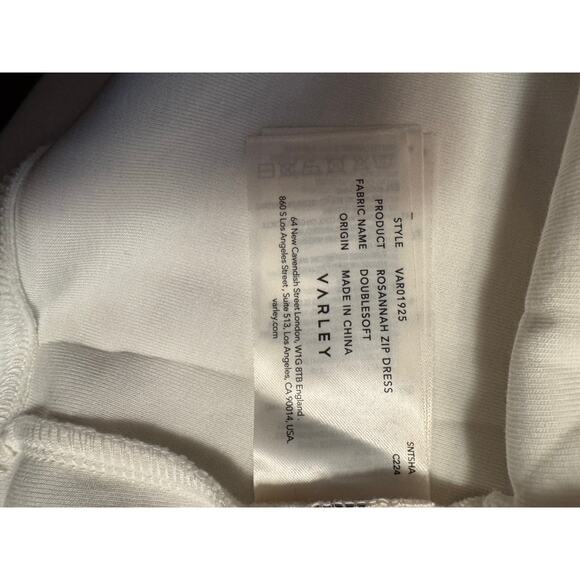 STYLE VAR01925
PRODUCT ROSANNAH ZIP DRESS
FABRIC NAME DOUBLESOFT
ORIGIN MADE IN CHINA
VARLEY
64 New Cavendish Street London, W1G 8TB England.
860 S Los Angeles Street, Suite 513, Los Angeles, CA 90014, USA.
varley.com
SNTSHA
C224